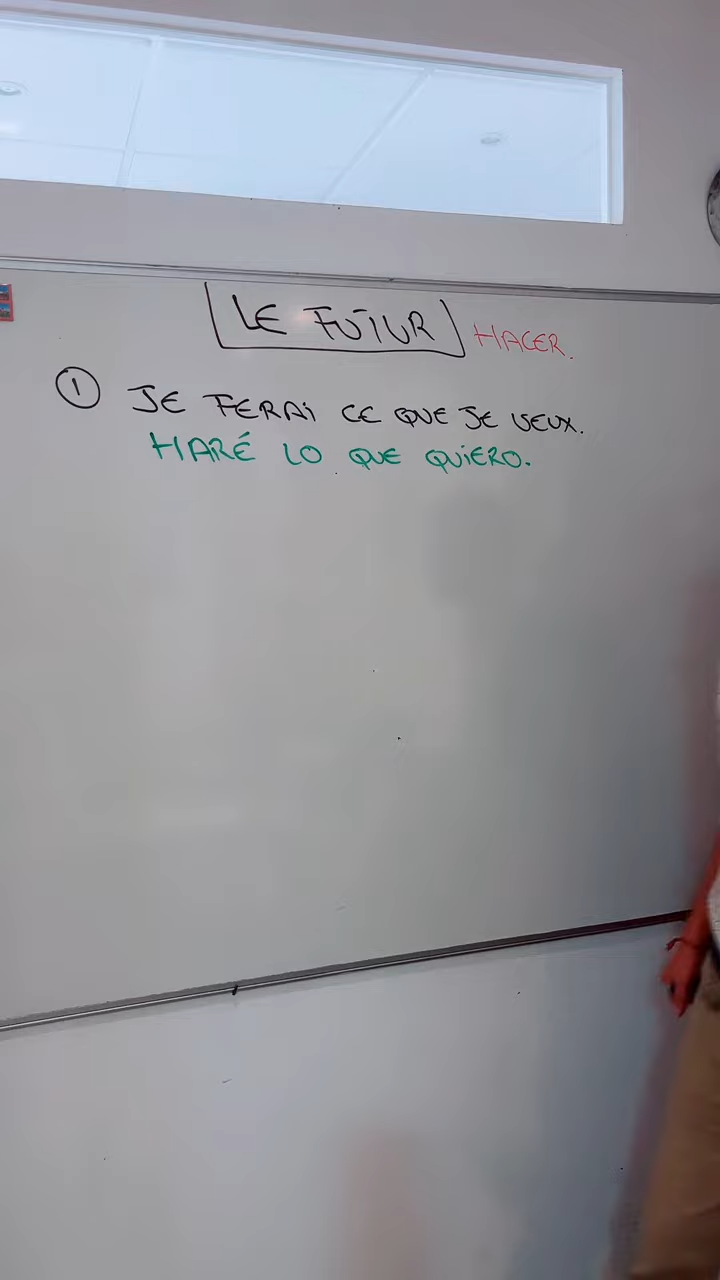 LE FUTUR HACER.
① JE FERAi CE QUE JE VEUX.
HARÉ LO QUE QUiERO.